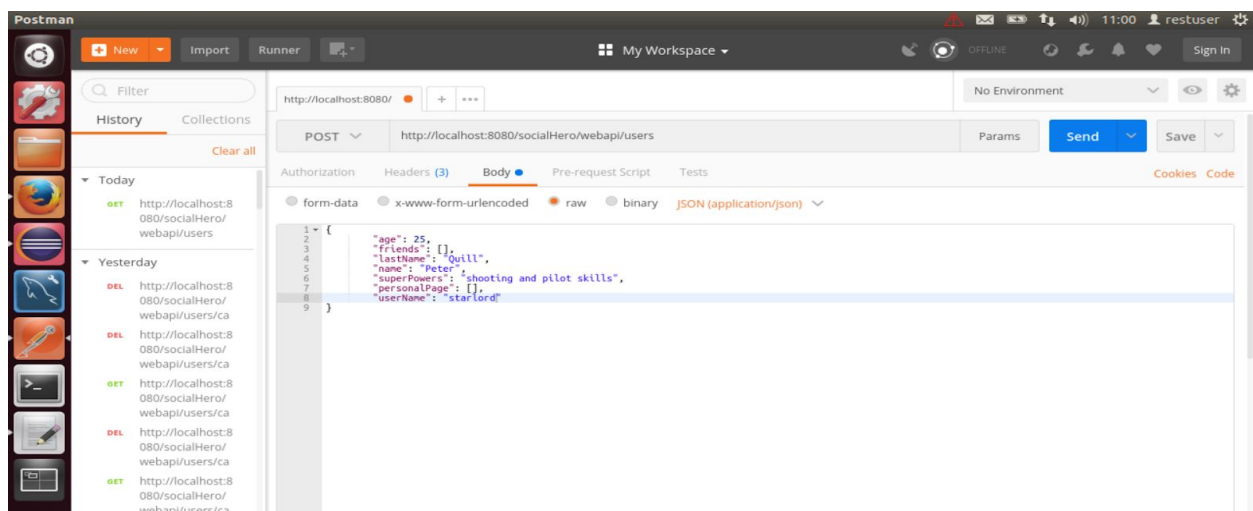 Postman
11:00 restuser
New Import Runner My Workspace OFFLINE Sign In
Filter
History Collections
Clear all
Today
GET http://localhost:8
080/socialHero/
webapi/users
Yesterday
DEL http://localhost:8
080/socialHero/
webapi/users/ca
DEL http://localhost:8
080/socialHero/
webapi/users/ca
GET http://localhost:8
080/socialHero/
webapi/users/ca
DEL http://localhost:8
080/socialHero/
webapi/users/ca
GET http://localhost:8
080/socialHero/
webapi/users/ca
http://localhost:8080/ + •••
No Environment
POST http://localhost:8080/socialHero/webapi/users Params Send Save
Authorization Headers (3) Body Pre-request Script Tests Cookies Code
form-data x-www-form-urlencoded raw binary JSON (application/json)
1 {
2 "age": 25,
3 "friends": [],
4 "lastName": "Quill",
5 "name": "Peter",
6 "superPowers": "shooting and pilot skills",
7 "personalPage": [],
8 "userName": "starlord"
9 }